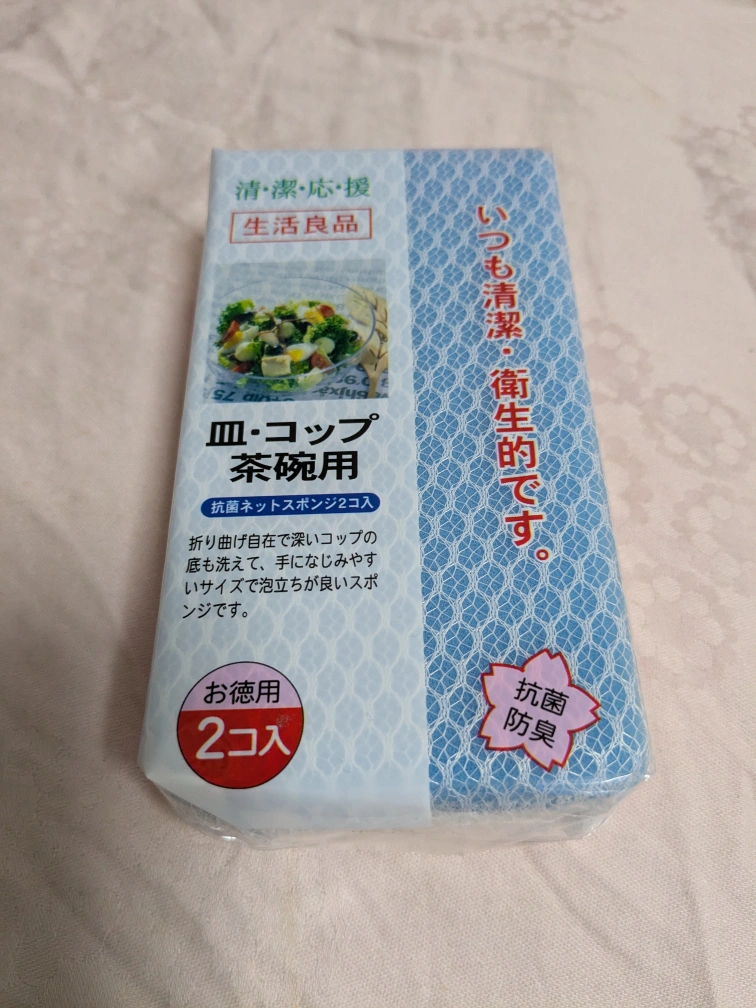 清・潔・応・援
生活良品
皿・コップ
茶碗用
抗菌ネットスポンジ2コ入
折り曲げ自在で深いコップの
底も洗えて、手になじみやす
いサイズで泡立ちが良いスポ
ンジです。
お徳用
2コ入
いつも清潔・衛生的です。
抗菌
防臭